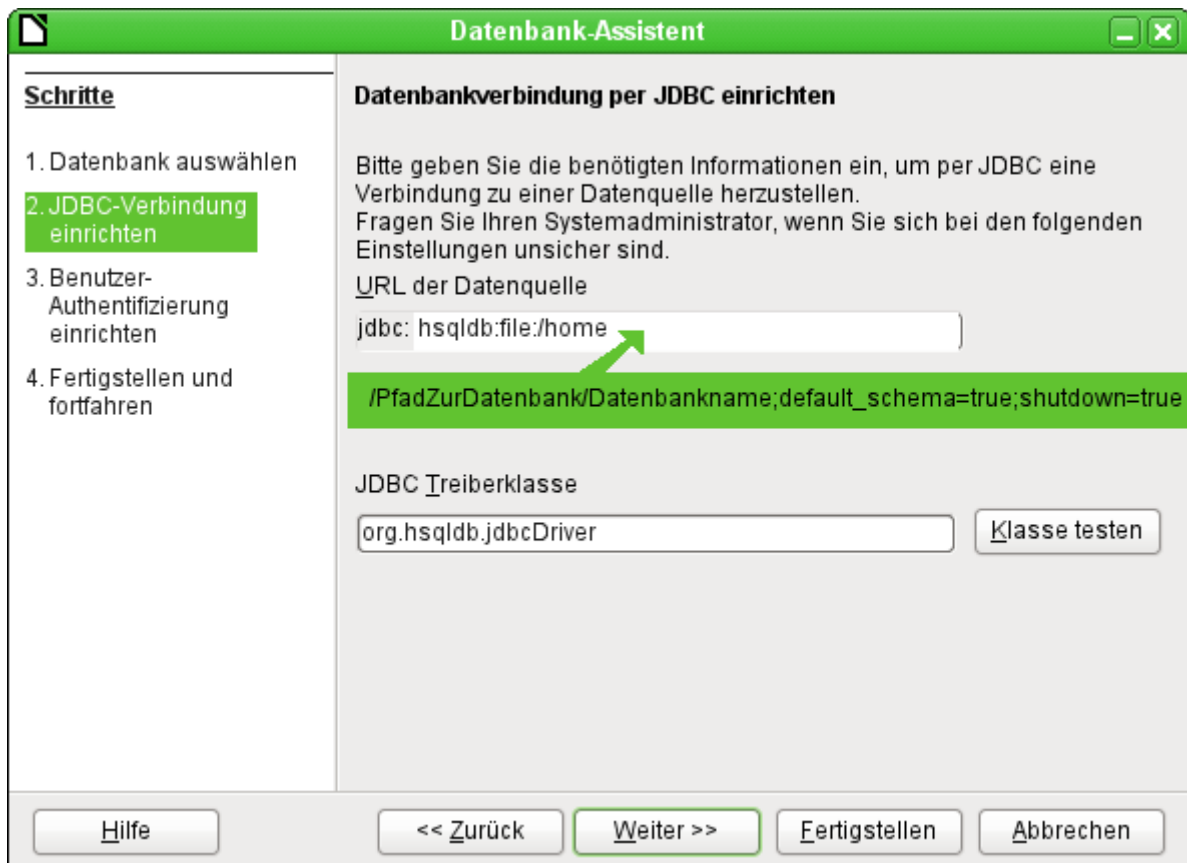 Datenbank-Assistent
Schritte
1. Datenbank auswählen
2. JDBC-Verbindung
einrichten
3. Benutzer-
Authentifizierung
einrichten
4. Fertigstellen und
fortfahren
Datenbankverbindung per JDBC einrichten
Bitte geben Sie die benötigten Informationen ein, um per JDBC eine
Verbindung zu einer Datenquelle herzustellen.
Fragen Sie Ihren Systemadministrator, wenn Sie sich bei den folgenden
Einstellungen unsicher sind.
URL der Datenquelle
jdbc: hsqldb:file:/home
/PfadZurDatenbank/Datenbankname;default_schema=true;shutdown=true
JDBC Treiberklasse
org.hsqldb.jdbcDriver
Klasse testen
Hilfe
<< Zurück
Weiter >>
Fertigstellen
Abbrechen